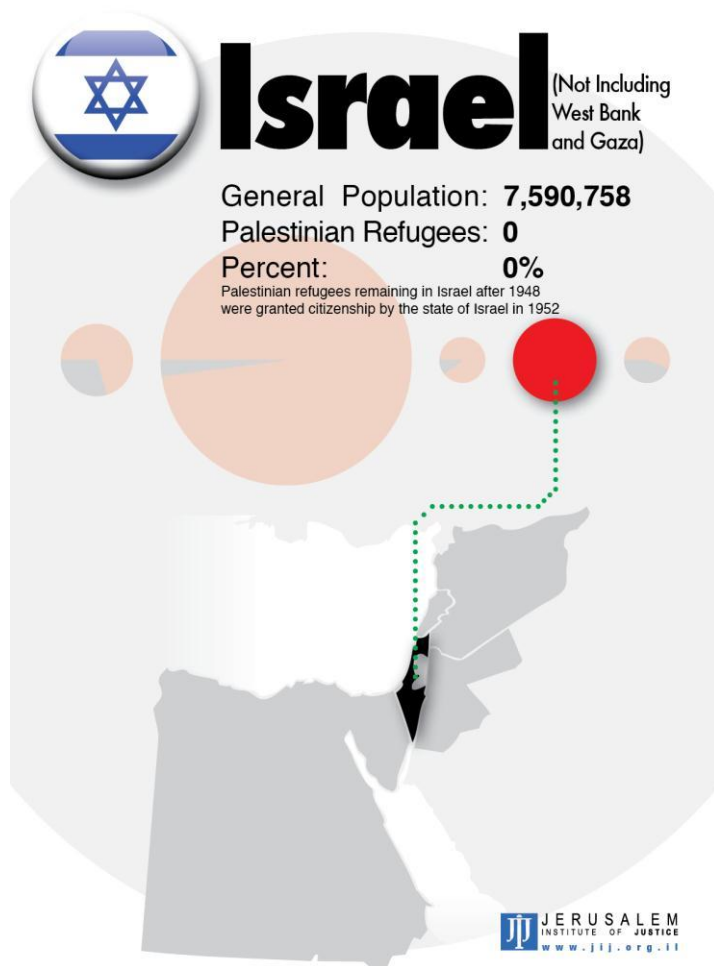 Israel
(Not Including
West Bank
and Gaza)
General Population: 7,590,758
Palestinian Refugees: 0
Percent: 0%
Palestinian refugees remaining in Israel after 1948
were granted citizenship by the state of Israel in 1952
JIJ JERUSALEM
INSTITUTE OF JUSTICE
www.jij.org.il